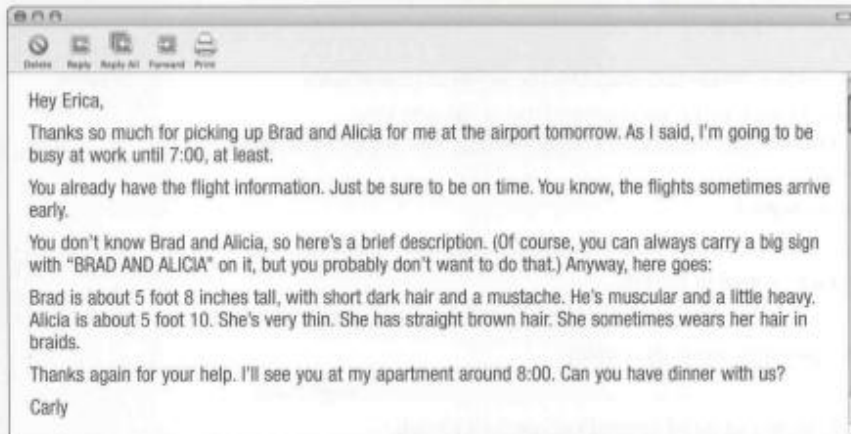 Delete Reply Reply All Forward Print
Hey Erica,
Thanks so much for picking up Brad and Alicia for me at the airport tomorrow. As I said, I'm going to be
busy at work until 7:00, at least.
You already have the flight information. Just be sure to be on time. You know, the flights sometimes arrive
early.
You don't know Brad and Alicia, so here's a brief description. (Of course, you can always carry a big sign
with "BRAD AND ALICIA" on it, but you probably don't want to do that.) Anyway, here goes:
Brad is about 5 foot 8 inches tall, with short dark hair and a mustache. He's muscular and a little heavy.
Alicia is about 5 foot 10. She's very thin. She has straight brown hair. She sometimes wears her hair in
braids.
Thanks again for your help. I'll see you at my apartment around 8:00. Can you have dinner with us?
Carly